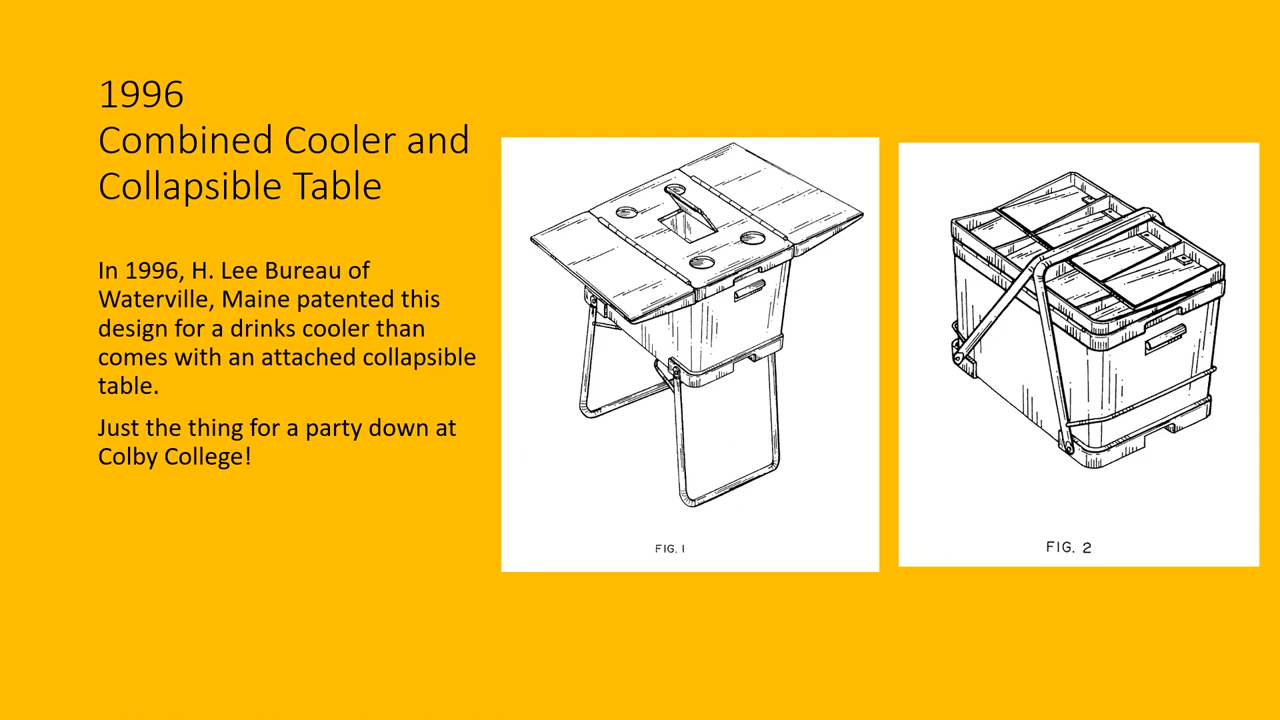 1996
Combined Cooler and
Collapsible Table
In 1996, H. Lee Bureau of
Waterville, Maine patented this
design for a drinks cooler than
comes with an attached collapsible
table.
Just the thing for a party down at
Colby College!
FIG. 1
FIG. 2